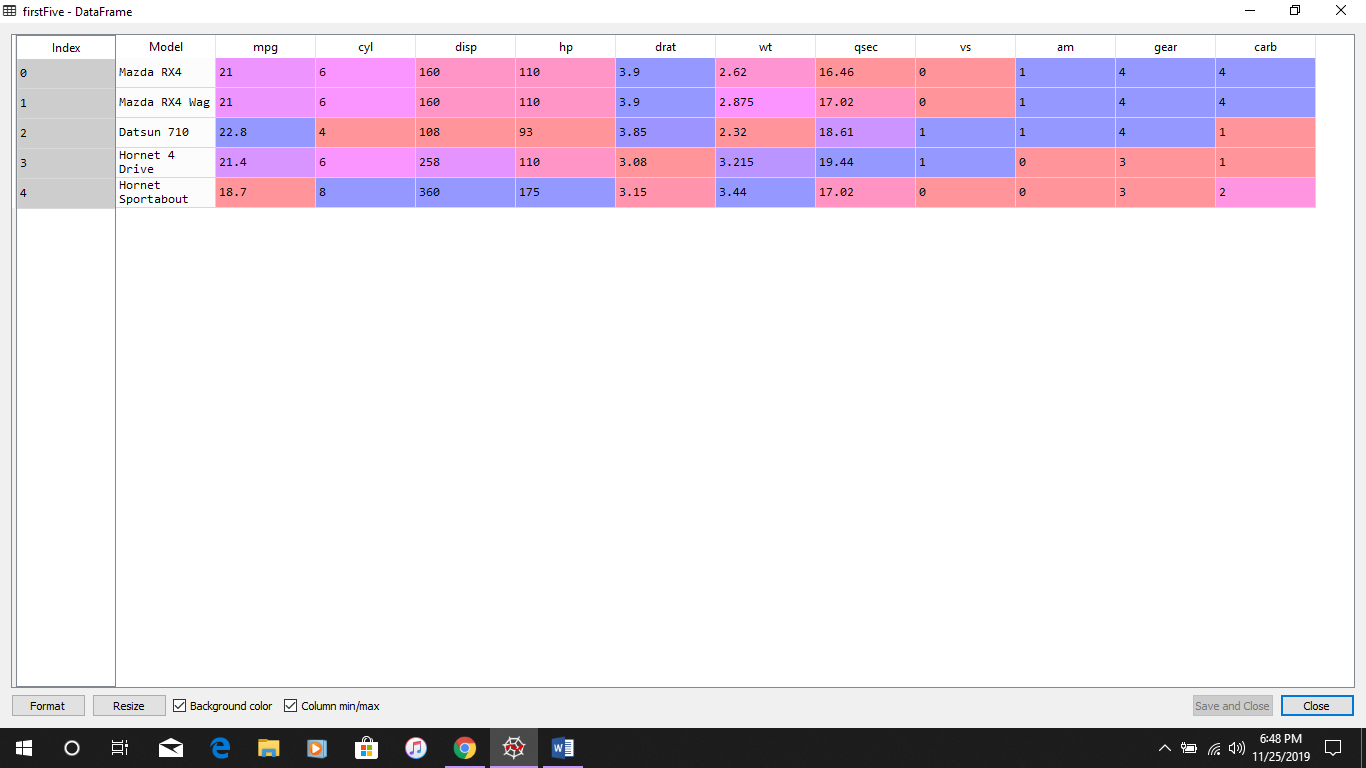 firstFive - DataFrame
Index Model mpg cyl disp hp drat wt qsec vs am gear carb
0 Mazda RX4 21 6 160 110 3.9 2.62 16.46 0 1 4 4
1 Mazda RX4 Wag 21 6 160 110 3.9 2.875 17.02 0 1 4 4
2 Datsun 710 22.8 4 108 93 3.85 2.32 18.61 1 1 4 1
3 Hornet 4 Drive 21.4 6 258 110 3.08 3.215 19.44 1 0 3 1
4 Hornet Sportabout 18.7 8 360 175 3.15 3.44 17.02 0 0 3 2
Format Resize Background color Column min/max Save and Close Close
6:48 PM
11/25/2019